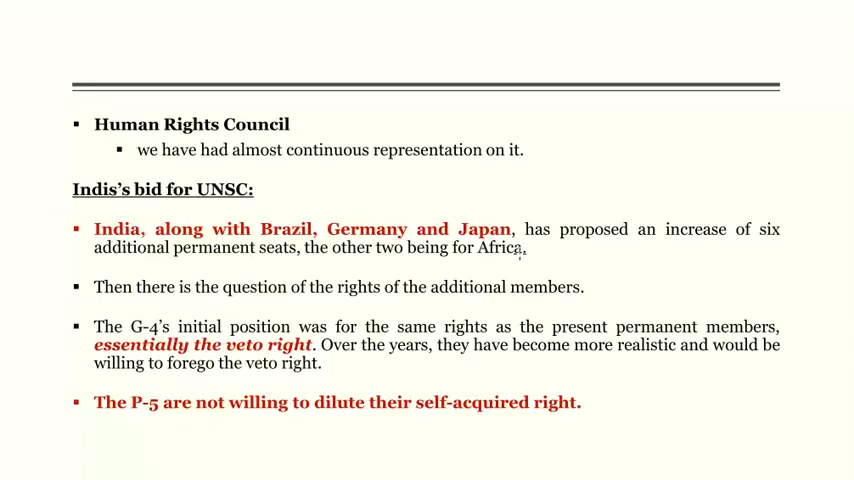 Human Rights Council
we have had almost continuous representation on it.
Indis's bid for UNSC:
India, along with Brazil, Germany and Japan, has proposed an increase of six
additional permanent seats, the other two being for Africa.
Then there is the question of the rights of the additional members.
The G-4's initial position was for the same rights as the present permanent members,
essentially the veto right. Over the years, they have become more realistic and would be
willing to forego the veto right.
The P-5 are not willing to dilute their self-acquired right.